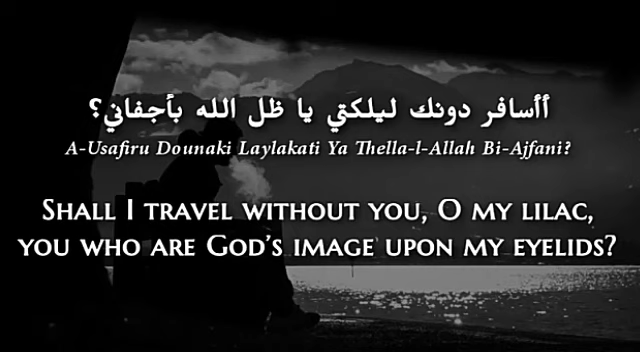 أأسافر دونك ليلكتي يا ظل الله بأجفاني؟
A-Usafiru Dounaki Laylakati Ya Thella-l-Allah Bi-Ajfani?
Shall I travel without you, O my lilac,
you who are God's image upon my eyelids?